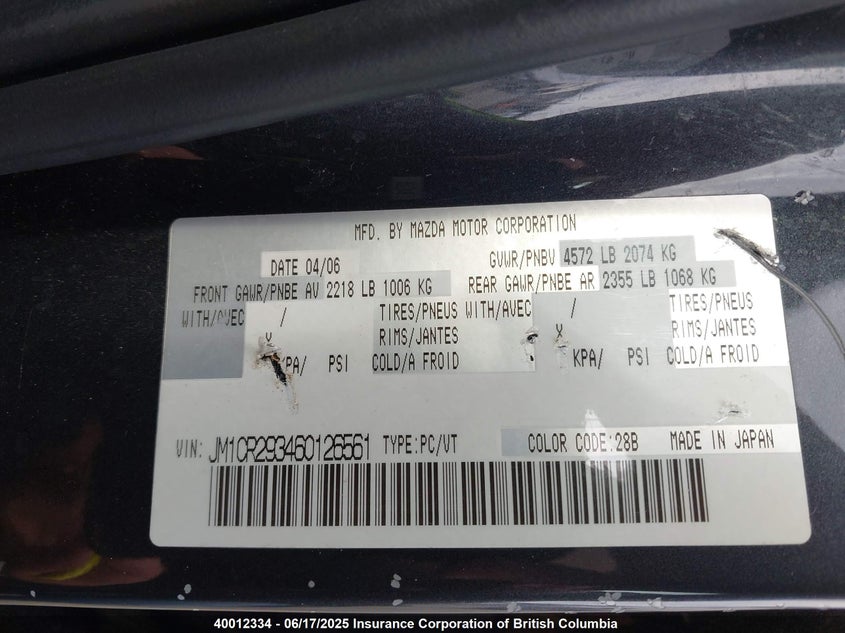 MFD. BY MAZDA MOTOR CORPORATION
DATE 04/06 GVWR/PNBV 4572 LB 2074 KG
FRONT GAWR/PNBE AV 2218 LB 1006 KG REAR GAWR/PNBE AR 2355 LB 1068 KG
WITH/AVEC / TIRES/PNEUS WITH/AVEC / TIRES/PNEUS
X RIMS/JANTES X RIMS/JANTES
KPA/ PSI COLD/A FROID KPA/ PSI COLD/A FROID
VIN: JM1CR293460126561 TYPE:PC/VT COLOR CODE:28B MADE IN JAPAN
40012334 - 06/17/2025 Insurance Corporation of British Columbia